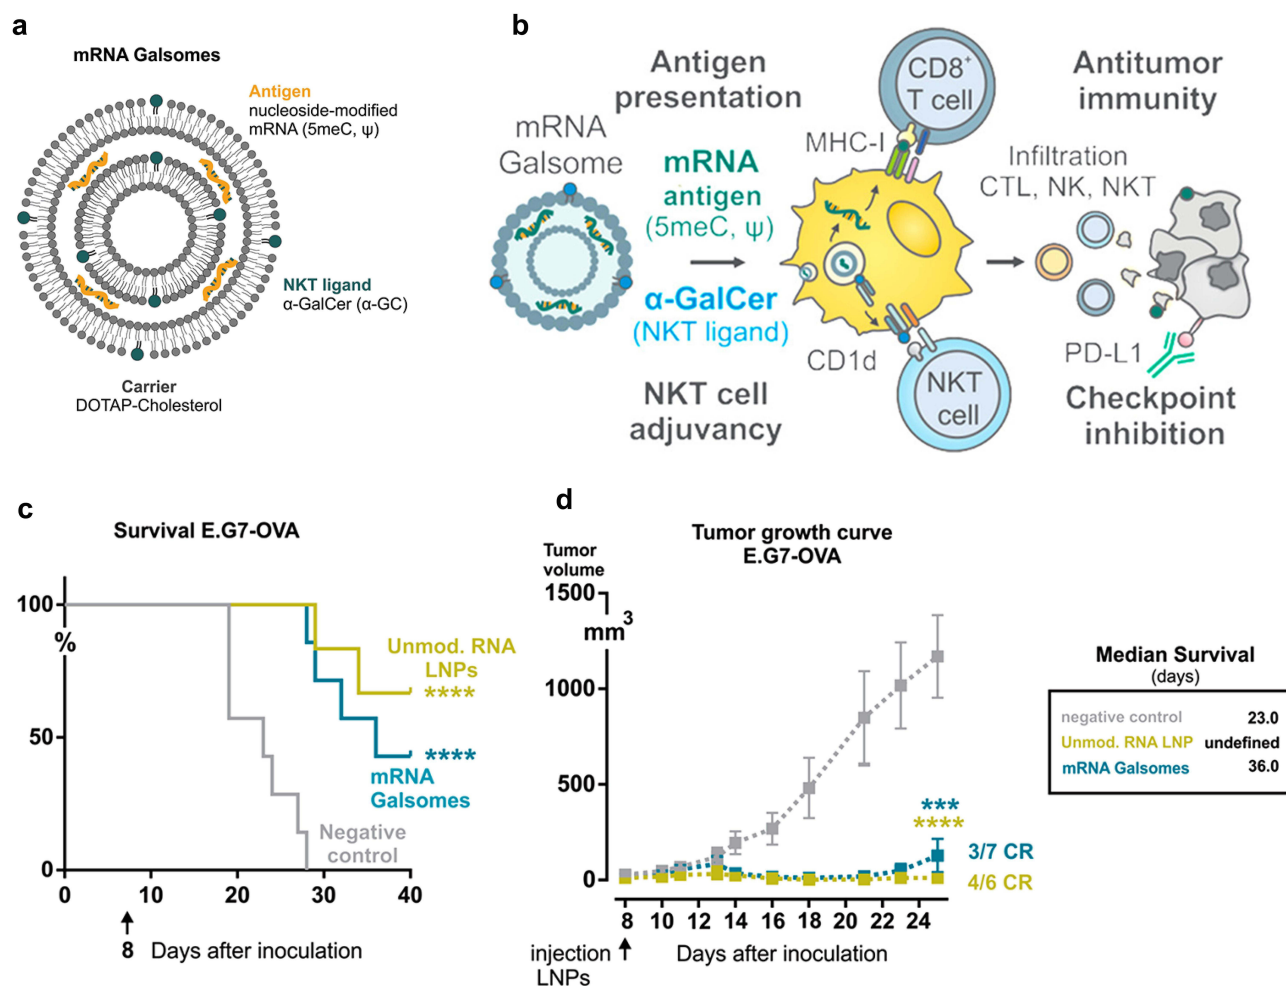 a
mRNA Galsomes
Antigen
nucleoside-modified
mRNA (5meC, ψ)
NKT ligand
α-GalCer (α-GC)
Carrier
DOTAP-Cholesterol
b
Antigen
presentation
mRNA
Galsome
mRNA
antigen
(5meC, ψ)
α-GalCer
(NKT ligand)
NKT cell
adjuvancy
CD8⁺
T cell
MHC-I
CD1d
NKT
cell
Antitumor
immunity
Infiltration
CTL, NK, NKT
PD-L1
Checkpoint
inhibition
c
Survival E.G7-OVA
100
%
50
0
Unmod. RNA
LNPs
****
****
mRNA
Galsomes
Negative
control
0 10 20 30 40
8 Days after inoculation
d
Tumor growth curve
E.G7-OVA
Tumor
volume
1500
mm³
1000
500
0
***
****
3/7 CR
4/6 CR
8 10 12 14 16 18 20 22 24
injection
LNPs
Days after inoculation
Median Survival
(days)
negative control 23.0
Unmod. RNA LNP undefined
mRNA Galsomes 36.0